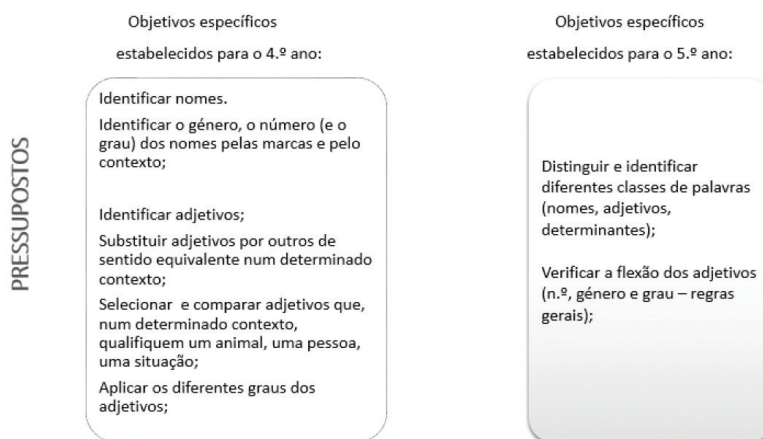 PRESSUPOSTOS
Objetivos específicos
estabelecidos para o 4.º ano:
Identificar nomes.
Identificar o género, o número (e o
grau) dos nomes pelas marcas e pelo
contexto;
Identificar adjetivos;
Substituir adjetivos por outros de
sentido equivalente num determinado
contexto;
Selecionar e comparar adjetivos que,
num determinado contexto,
qualifiquem um animal, uma pessoa,
uma situação;
Aplicar os diferentes graus dos
adjetivos;
Objetivos específicos
estabelecidos para o 5.º ano:
Distinguir e identificar
diferentes classes de palavras
(nomes, adjetivos,
determinantes);
Verificar a flexão dos adjetivos
(n.º, género e grau – regras
gerais);